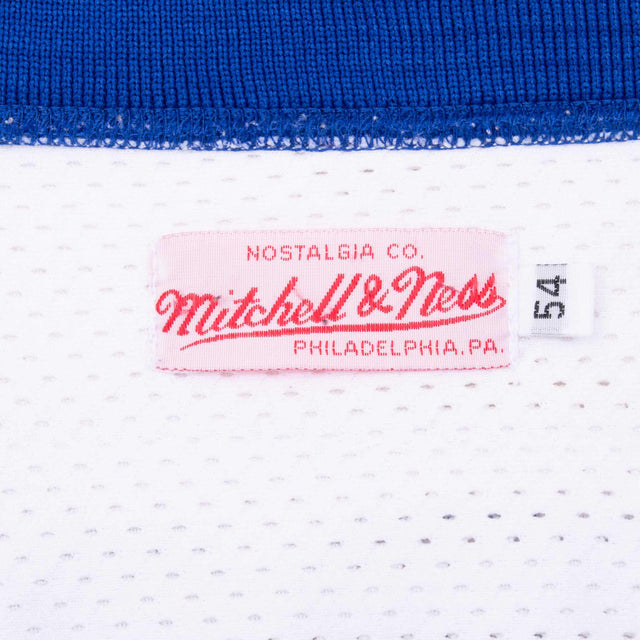 NOSTALGIA CO.
Mitchell & Ness
PHILADELPHIA, PA.
54